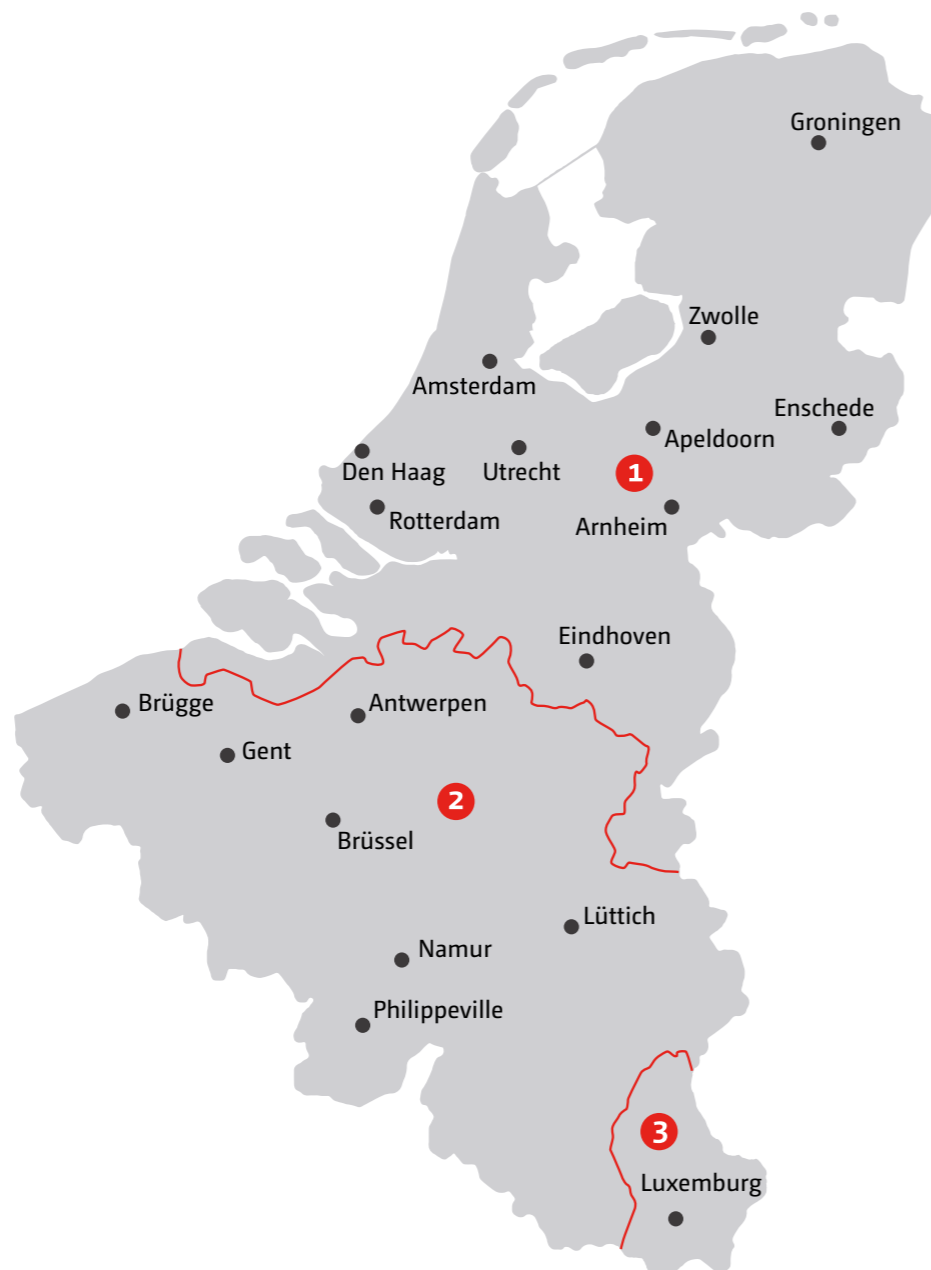 Groningen
Zwolle
Amsterdam
Enschede
Apeldoorn
Den Haag
Utrecht
1
Rotterdam
Arnheim
Eindhoven
Brügge
Antwerpen
Gent
2
Brüssel
Lüttich
Namur
Philippeville
3
Luxemburg